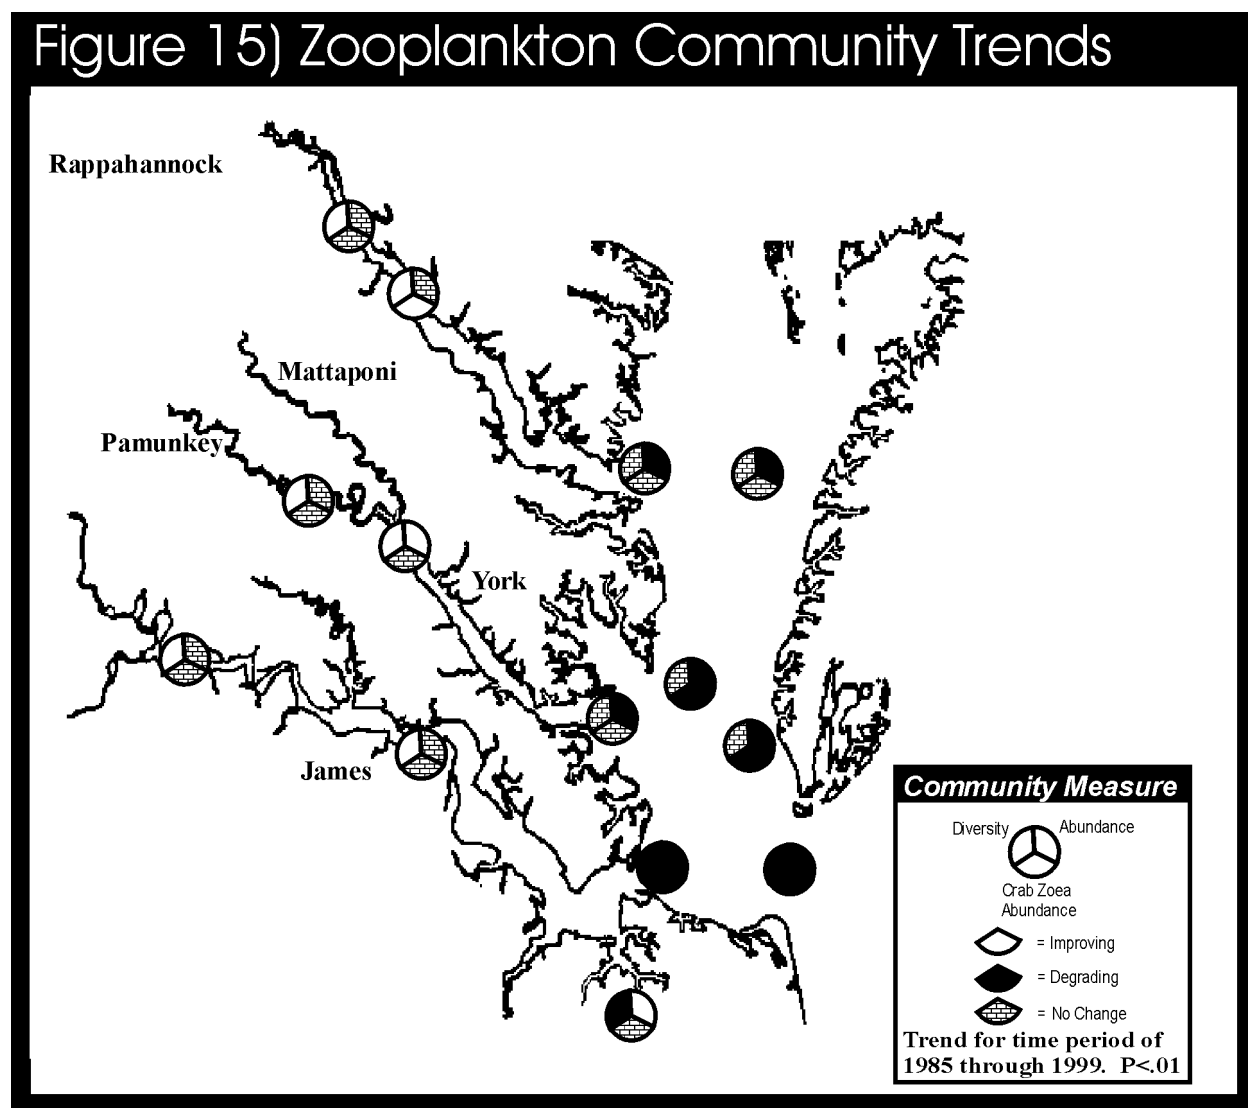 Figure 15) Zooplankton Community Trends
Rappahannock
Mattaponi
Pamunkey
York
James
Community Measure
Diversity
Abundance
Crab Zoea
Abundance
= Improving
= Degrading
= No Change
Trend for time period of
1985 through 1999. P<.01